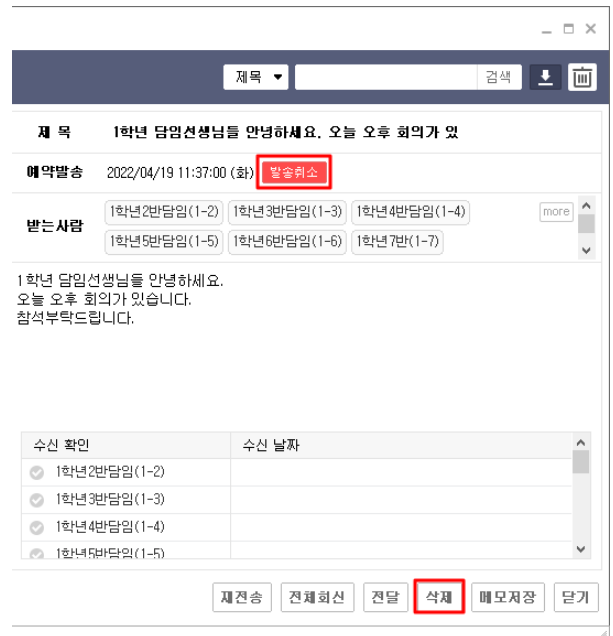 제목 ▼ 검색
제 목 1학년 담임선생님들 안녕하세요. 오늘 오후 회의가 있
예약발송 2022/04/19 11:37:00 (화) 발송취소
받는사람 1학년2반담임(1-2) 1학년3반담임(1-3) 1학년4반담임(1-4) more
1학년5반담임(1-5) 1학년6반담임(1-6) 1학년7반(1-7)
1학년 담임선생님들 안녕하세요.
오늘 오후 회의가 있습니다.
참석부탁드립니다.
수신 확인 수신 날짜
1학년2반담임(1-2)
1학년3반담임(1-3)
1학년4반담임(1-4)
1학년5반담임(1-5)
재전송 전체회신 전달 삭제 메모저장 닫기